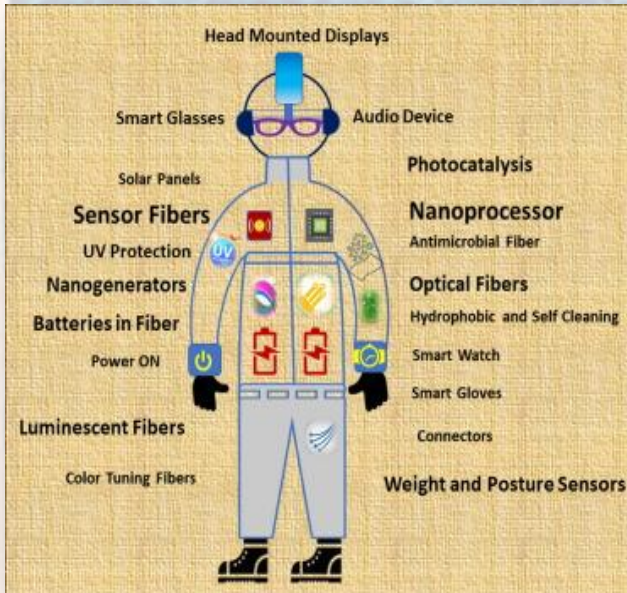 Head Mounted Displays
Smart Glasses
Audio Device
Solar Panels
Photocatalysis
Sensor Fibers
Nanoprocessor
UV Protection
Antimicrobial Fiber
UV
Nanogenerators
Optical Fibers
Batteries in Fiber
Hydrophobic and Self Cleaning
Power ON
Smart Watch
Smart Gloves
Luminescent Fibers
Connectors
Color Tuning Fibers
Weight and Posture Sensors